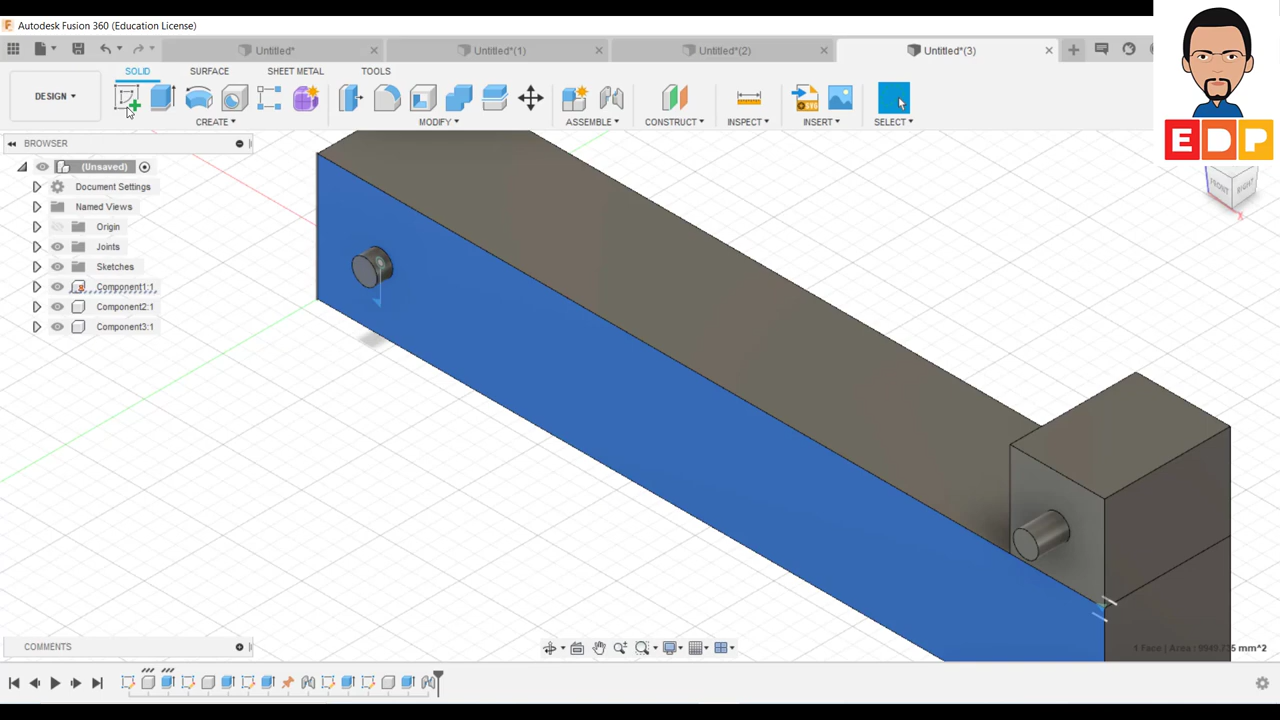 Autodesk Fusion 360 (Education License)
Untitled*
Untitled*(1)
Untitled*(2)
Untitled*(3)
SOLID
SURFACE
SHEET METAL
TOOLS
DESIGN
CREATE
MODIFY
ASSEMBLE
CONSTRUCT
INSPECT
INSERT
SELECT
EDP
BROWSER
(Unsaved)
Document Settings
Named Views
Origin
Joints
Sketches
Component1:1
Component2:1
Component3:1
FRONT
RIGHT
X
COMMENTS